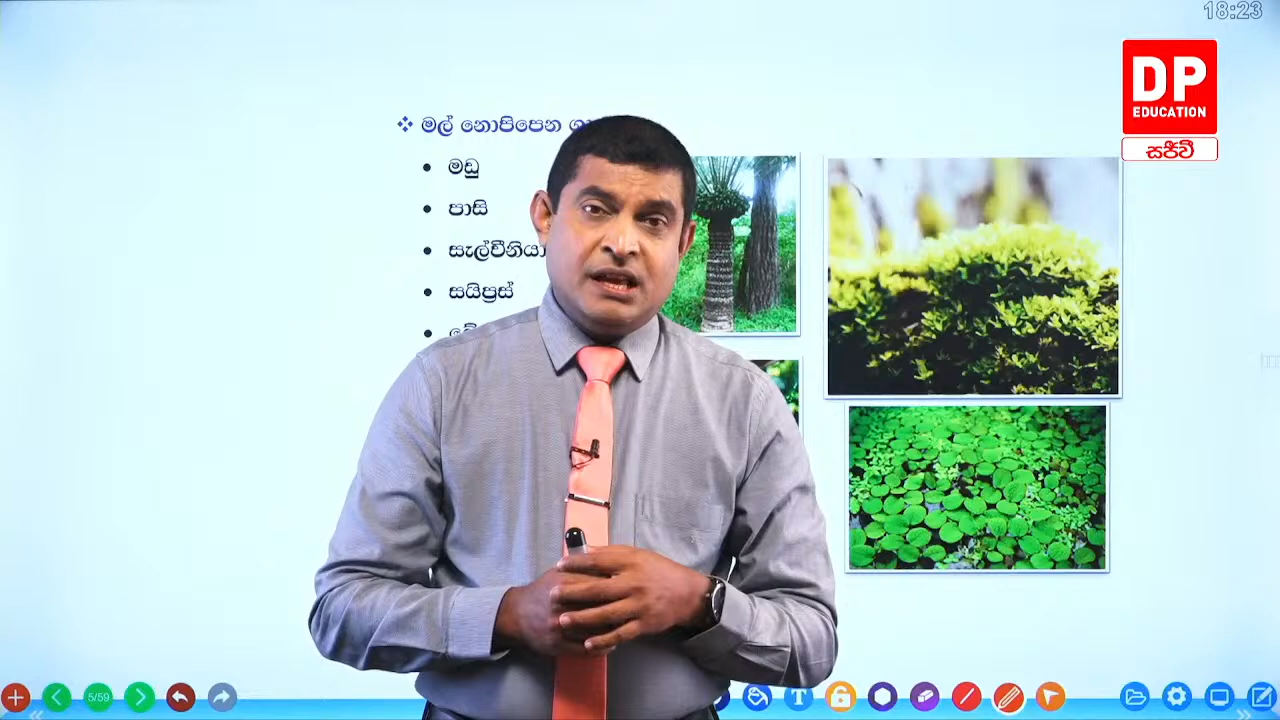 18:23
DP
EDUCATION
සජීවී
❖ මල් නොපිපෙන
• මඩු
• පාසි
• සැල්වීනියා
• සයිප්‍රස්
5/59
T